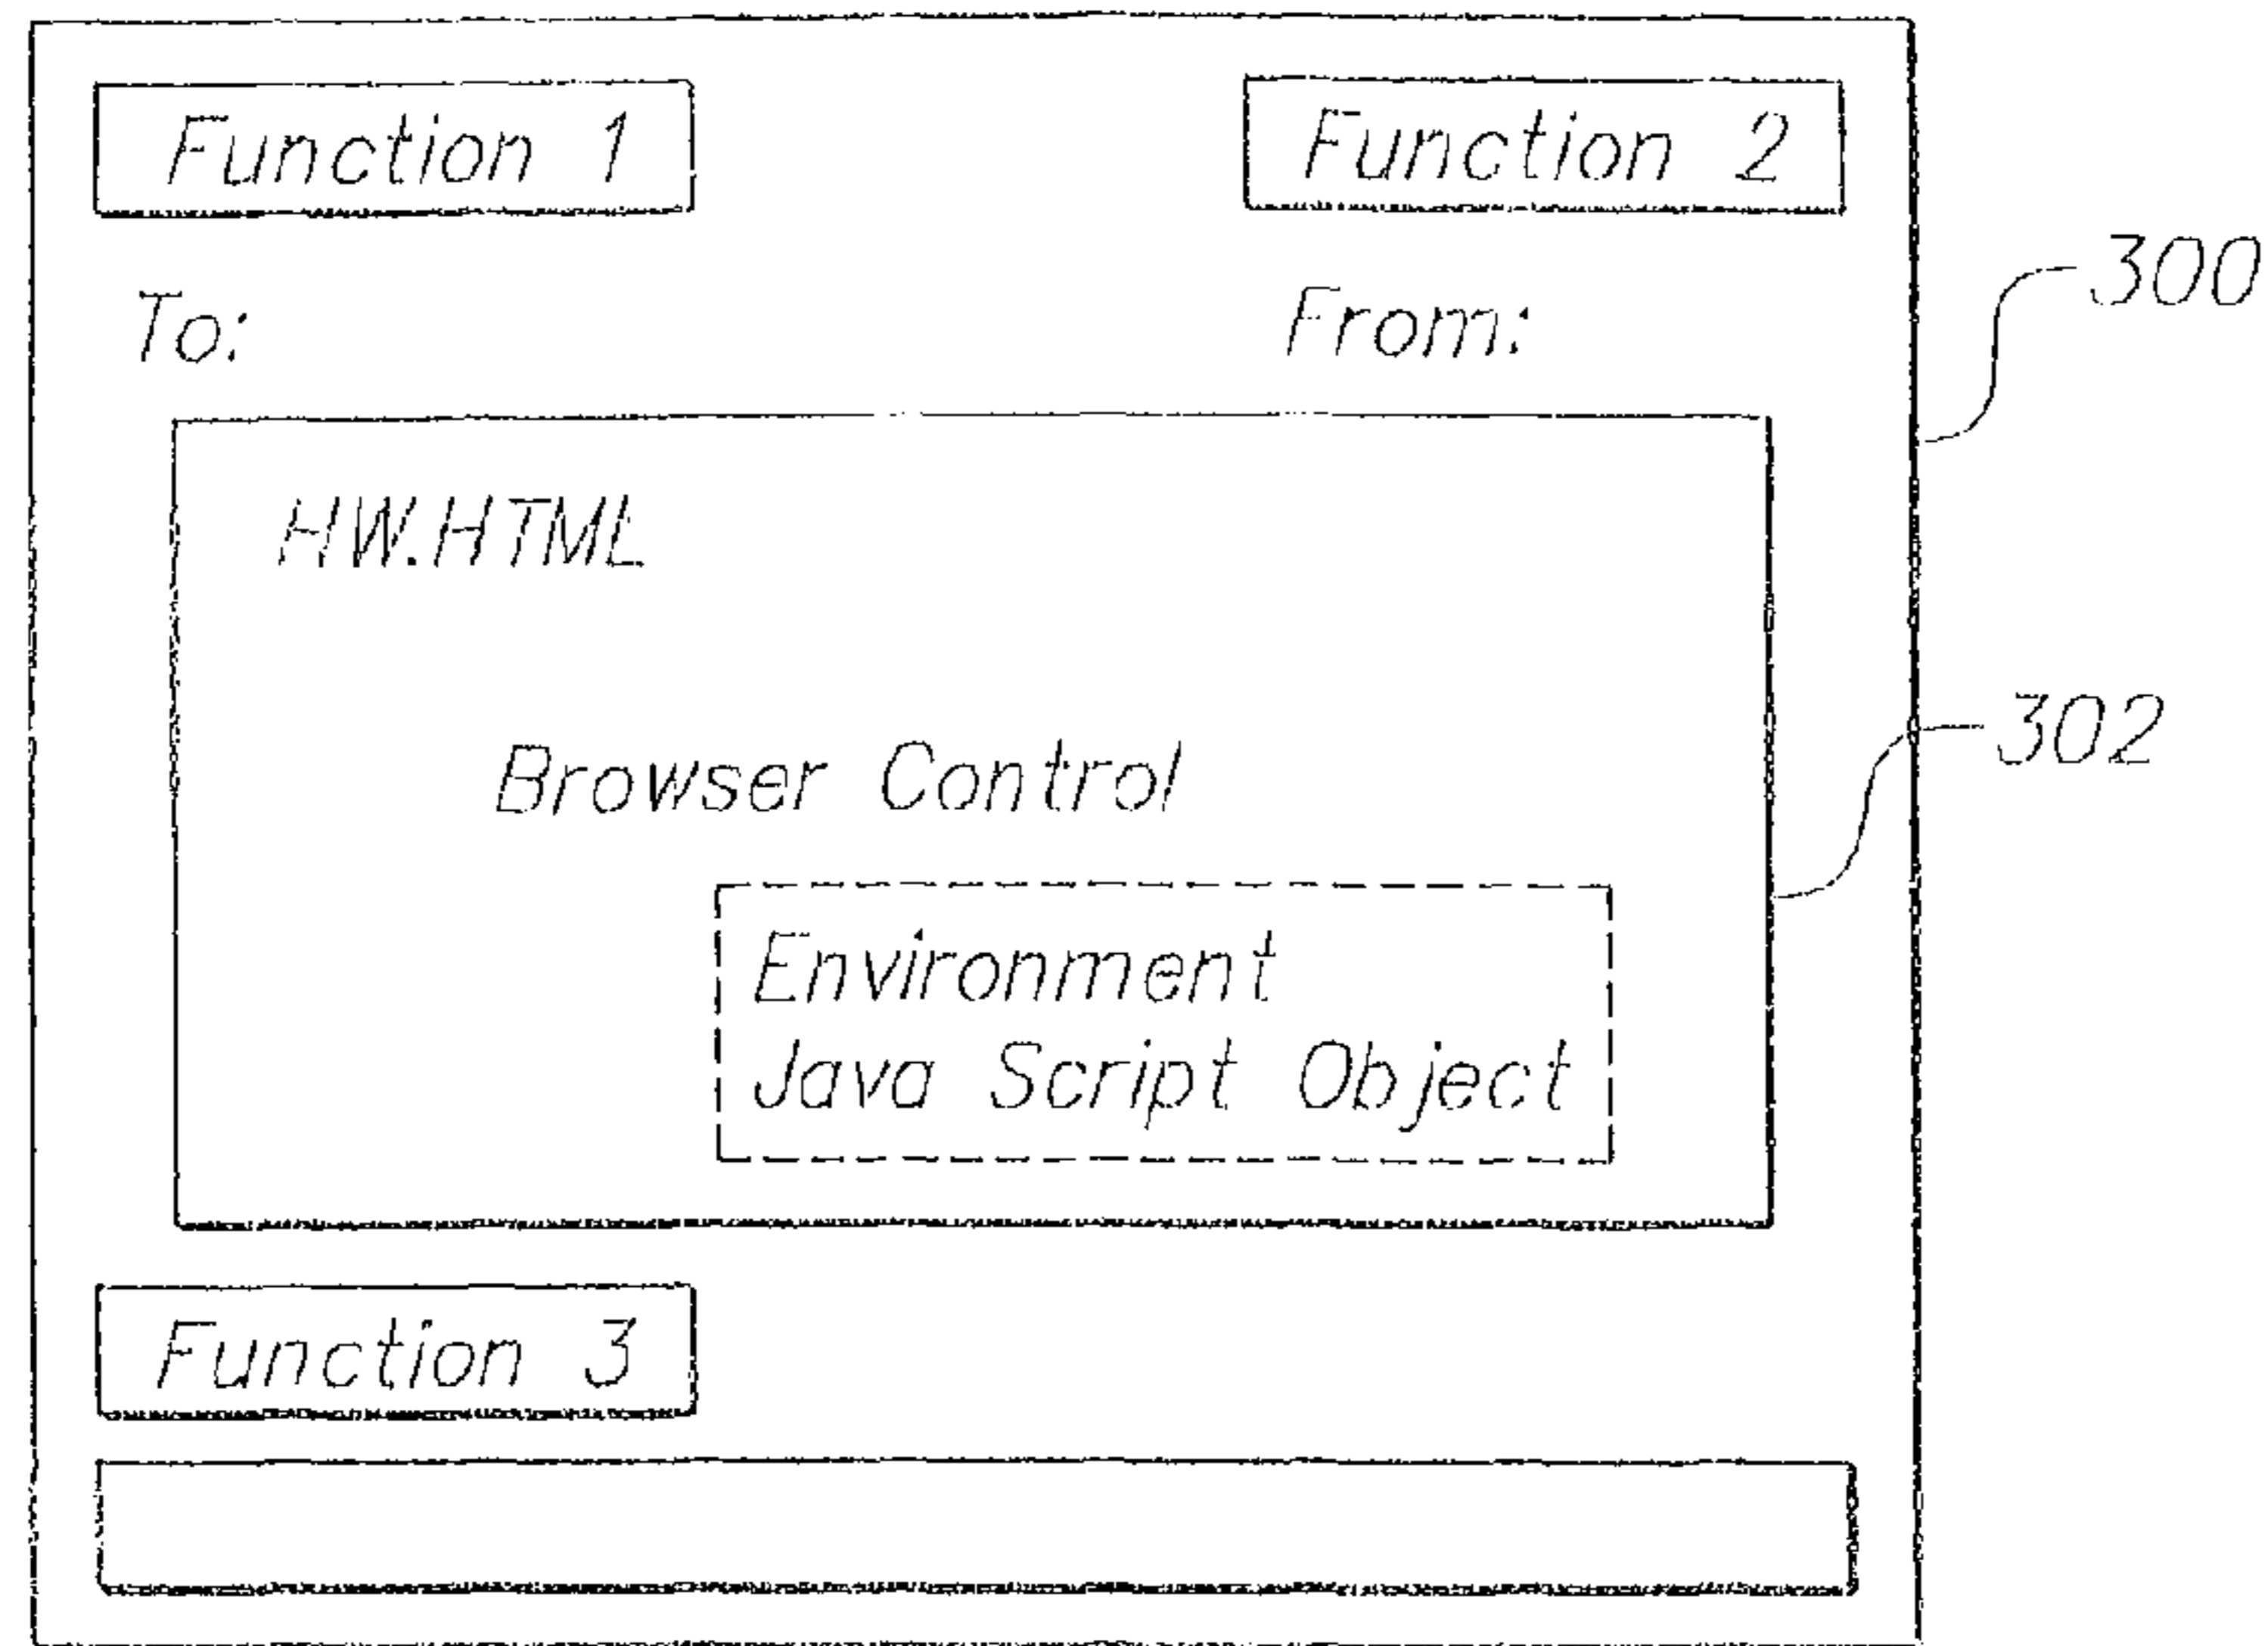 Function 1
Function 2
300
To:
From:
HW.HTML
302
Browser Control
Environment
Java Script Object
Function 3